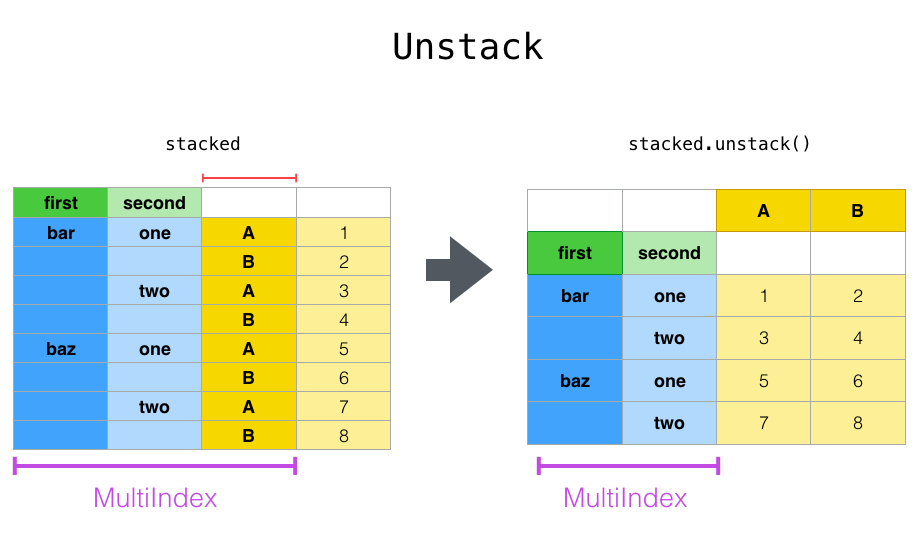 Unstack
stacked
first second
bar one A 1
B 2
two A 3
B 4
baz one A 5
B 6
two A 7
B 8
MultiIndex
stacked.unstack()
A B
first second
bar one 1 2
two 3 4
baz one 5 6
two 7 8
MultiIndex